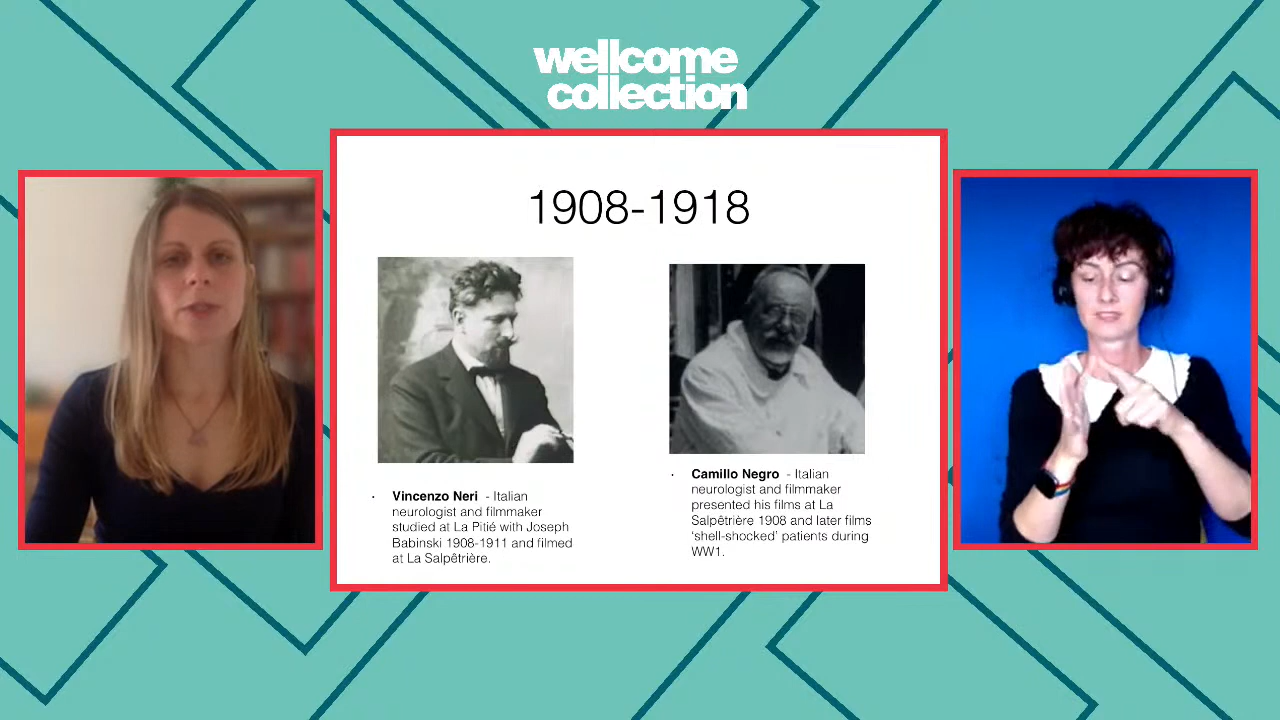 wellcome
collection
1908-1918
· Vincenzo Neri - Italian
neurologist and filmmaker
studied at La Pitié with Joseph
Babinski 1908-1911 and filmed
at La Salpêtrière.
· Camillo Negro - Italian
neurologist and filmmaker
presented his films at La
Salpêtrière 1908 and later films
‘shell-shocked’ patients during
WW1.